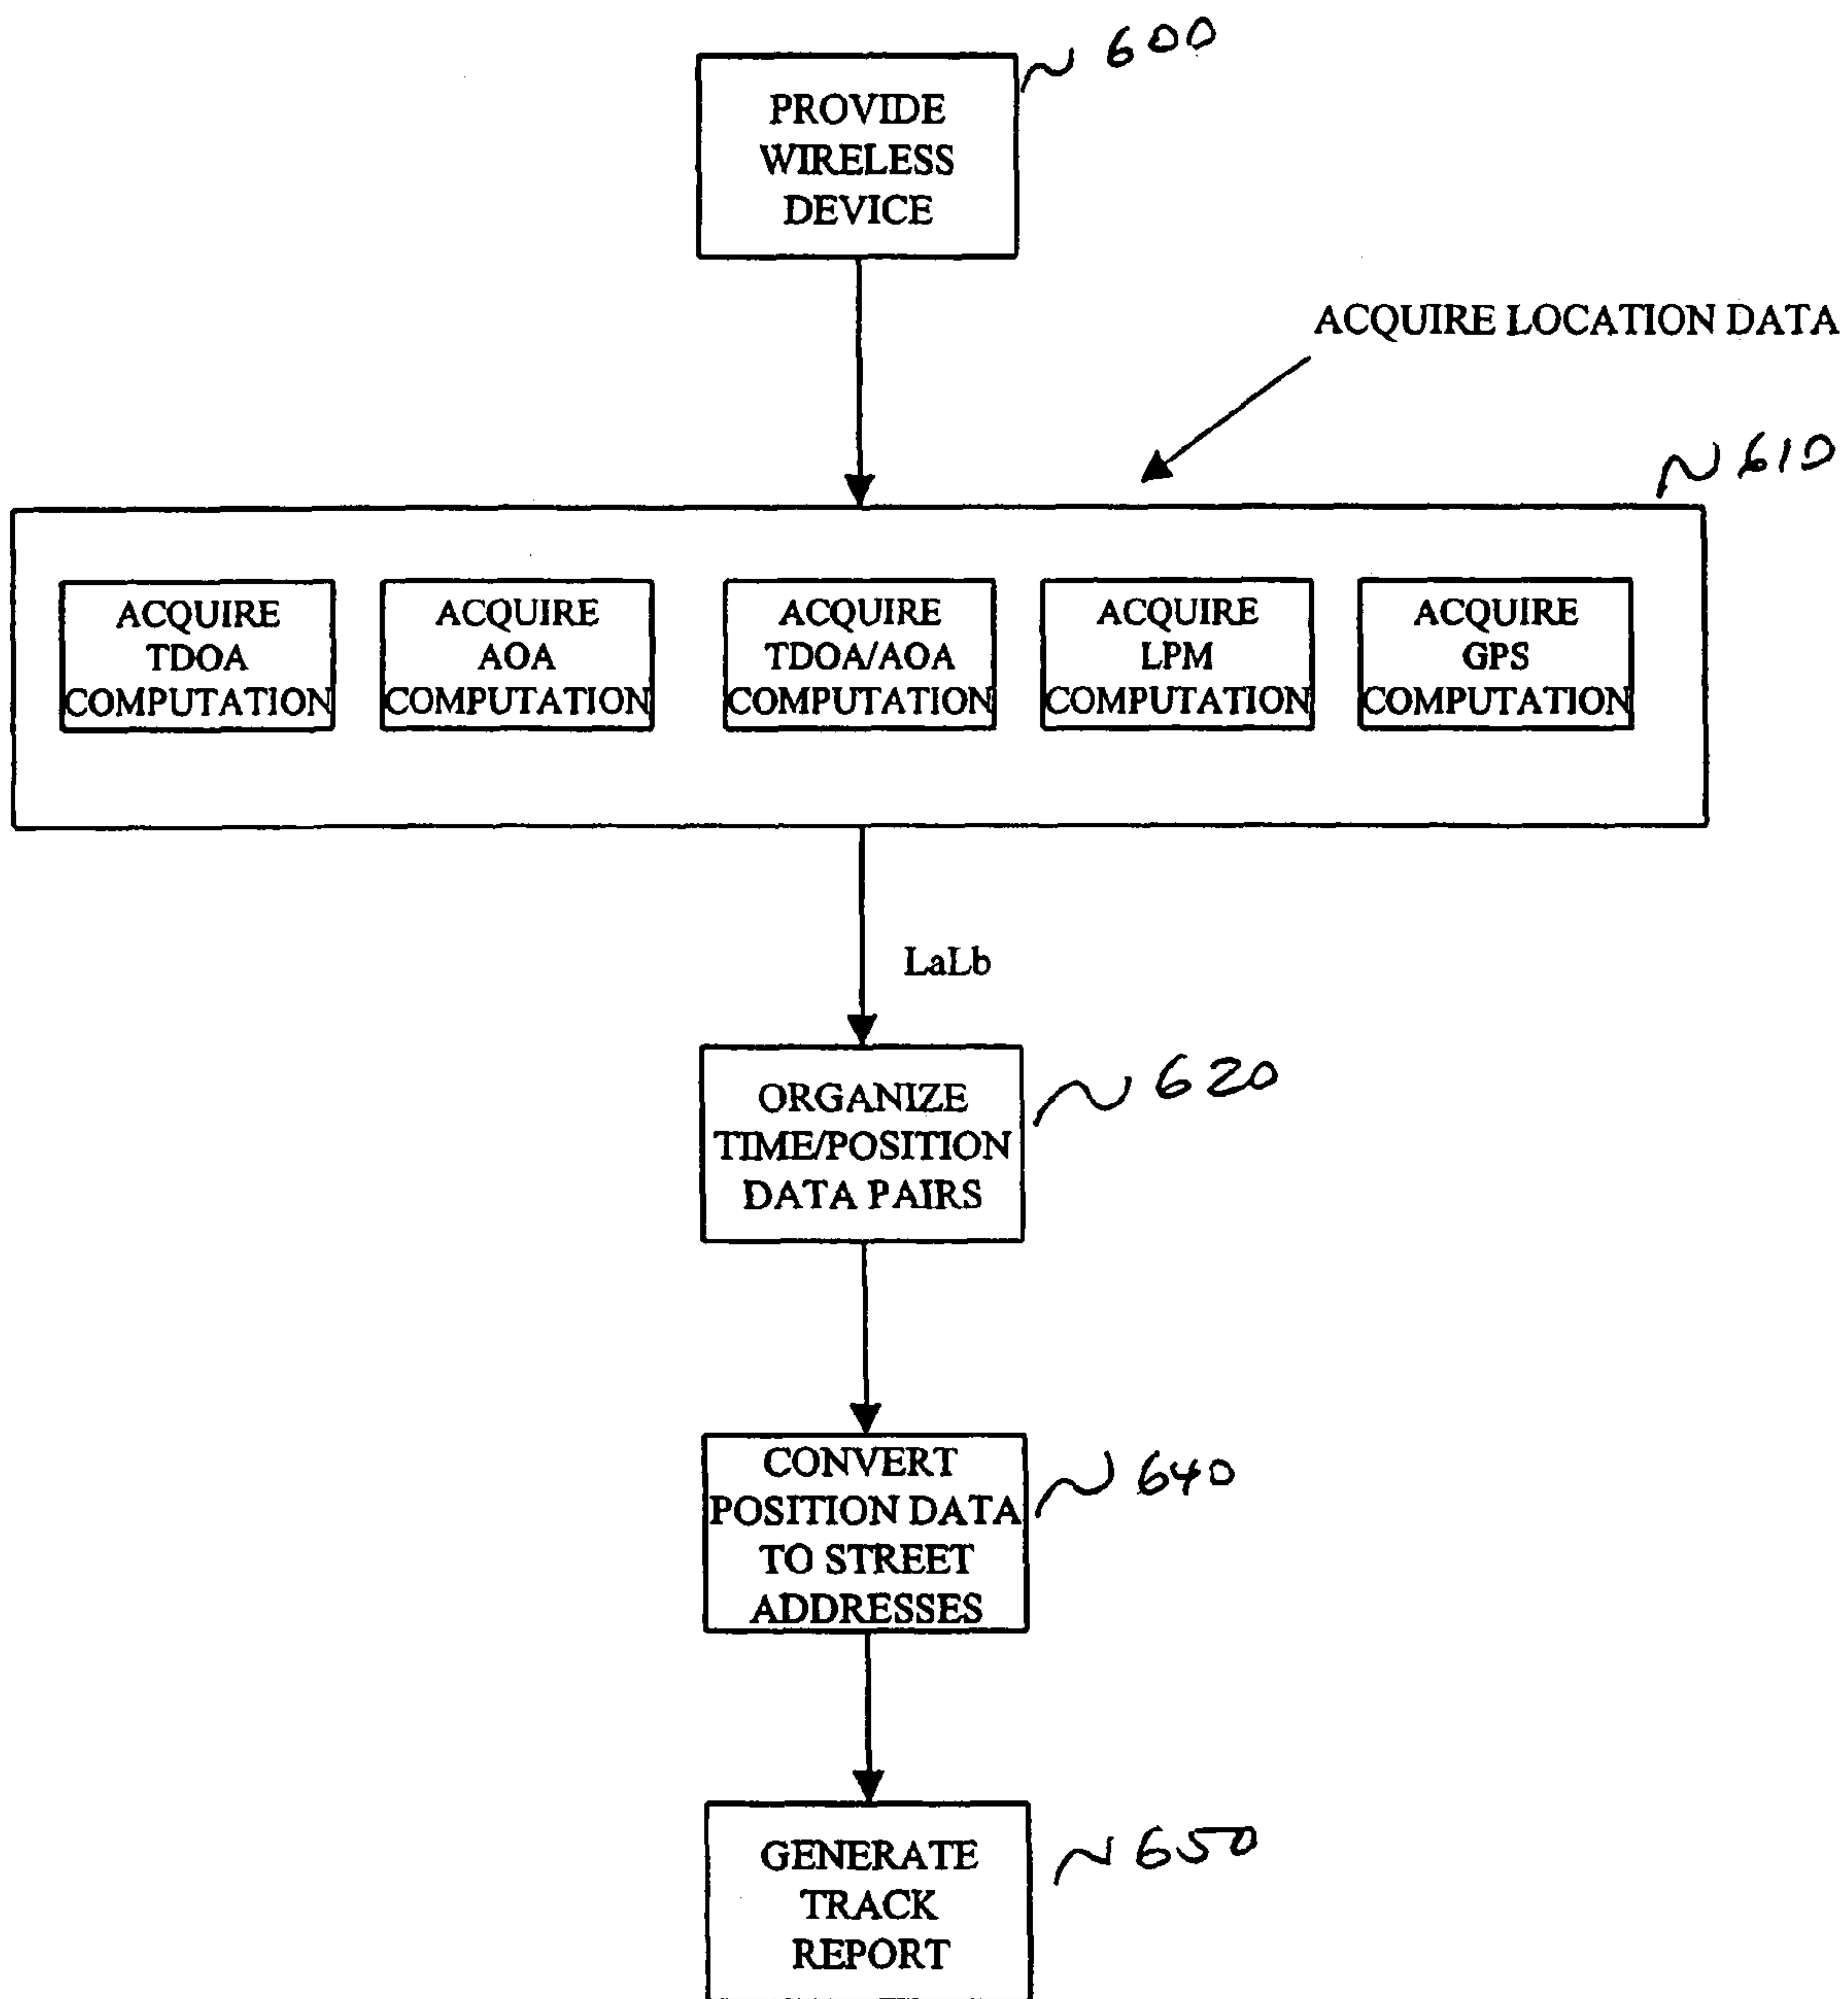 600
PROVIDE
WIRELESS
DEVICE
ACQUIRE LOCATION DATA
610
ACQUIRE
TDOA
COMPUTATION
ACQUIRE
AOA
COMPUTATION
ACQUIRE
TDOA/AOA
COMPUTATION
ACQUIRE
LPM
COMPUTATION
ACQUIRE
GPS
COMPUTATION
LaLb
ORGANIZE
TIME/POSITION
DATA PAIRS
620
CONVERT
POSITION DATA
TO STREET
ADDRESSES
640
GENERATE
TRACK
REPORT
650